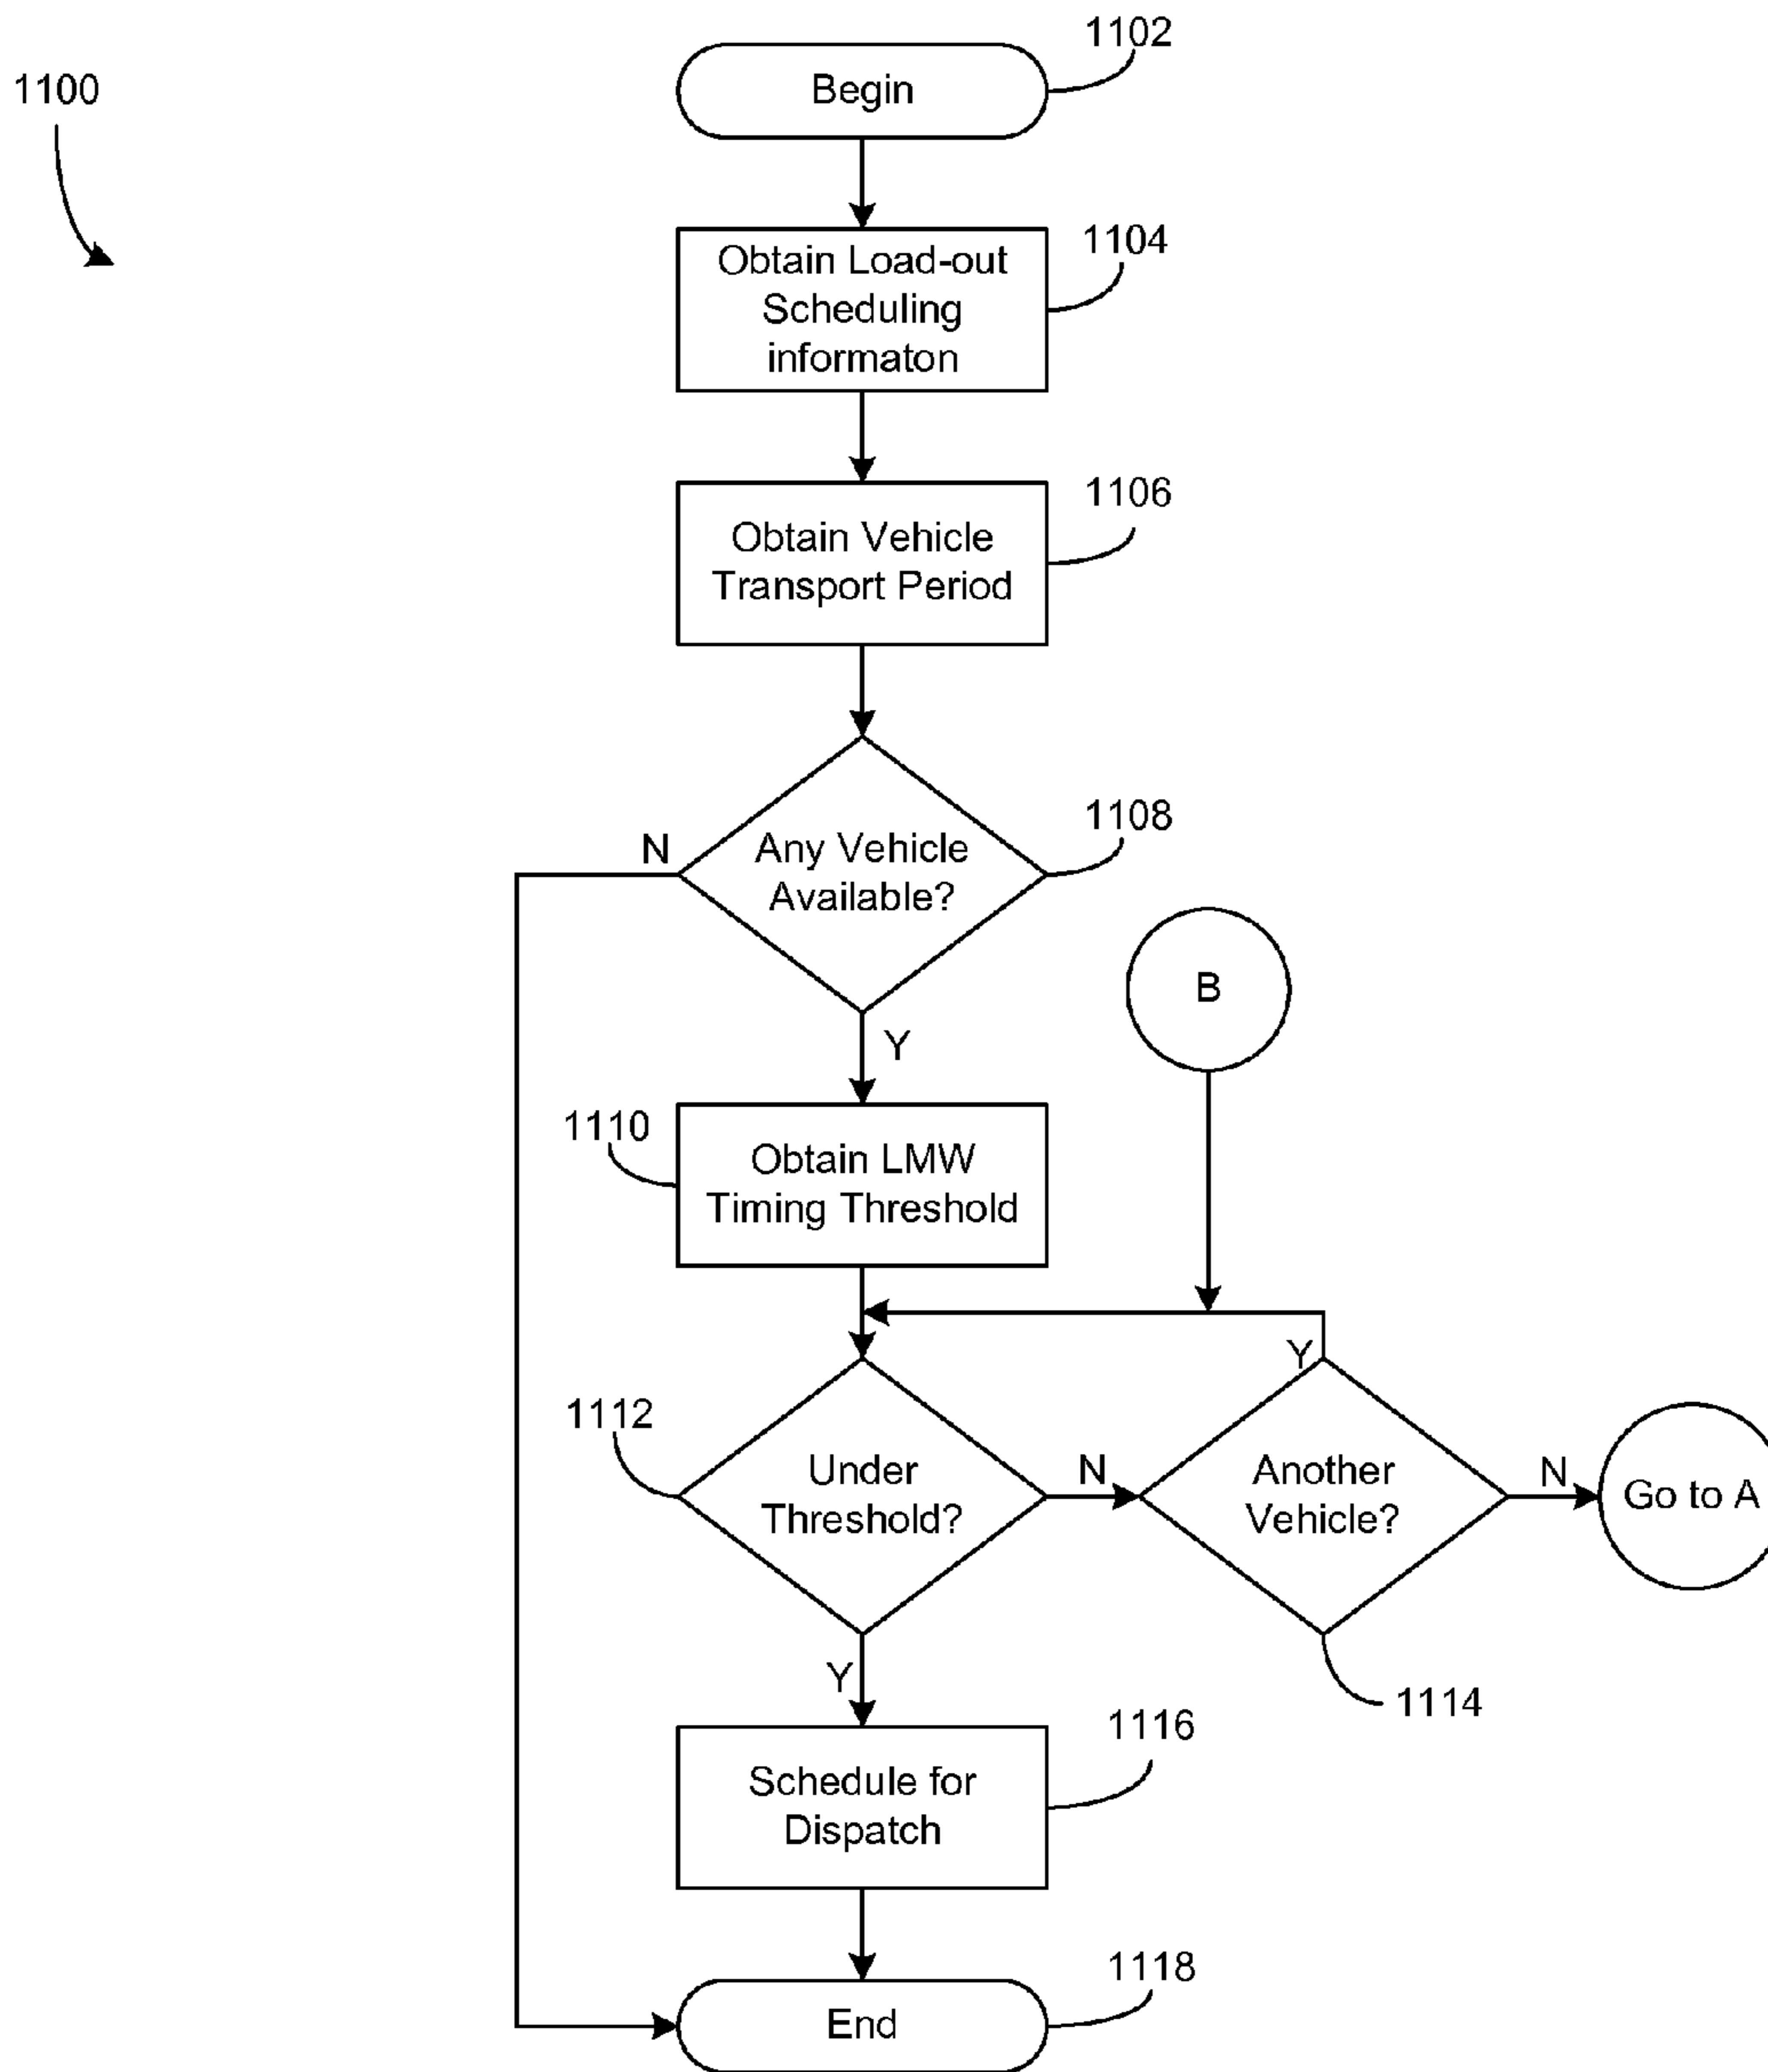 1100
1102
Begin
1104
Obtain Load-out
Scheduling
informaton
1106
Obtain Vehicle
Transport Period
1108
N
Any Vehicle
Available?
B
Y
1110
Obtain LMW
Timing Threshold
Y
1112
Under
Threshold?
N
Another
Vehicle?
N
Go to A
Y
1114
1116
Schedule for
Dispatch
1118
End